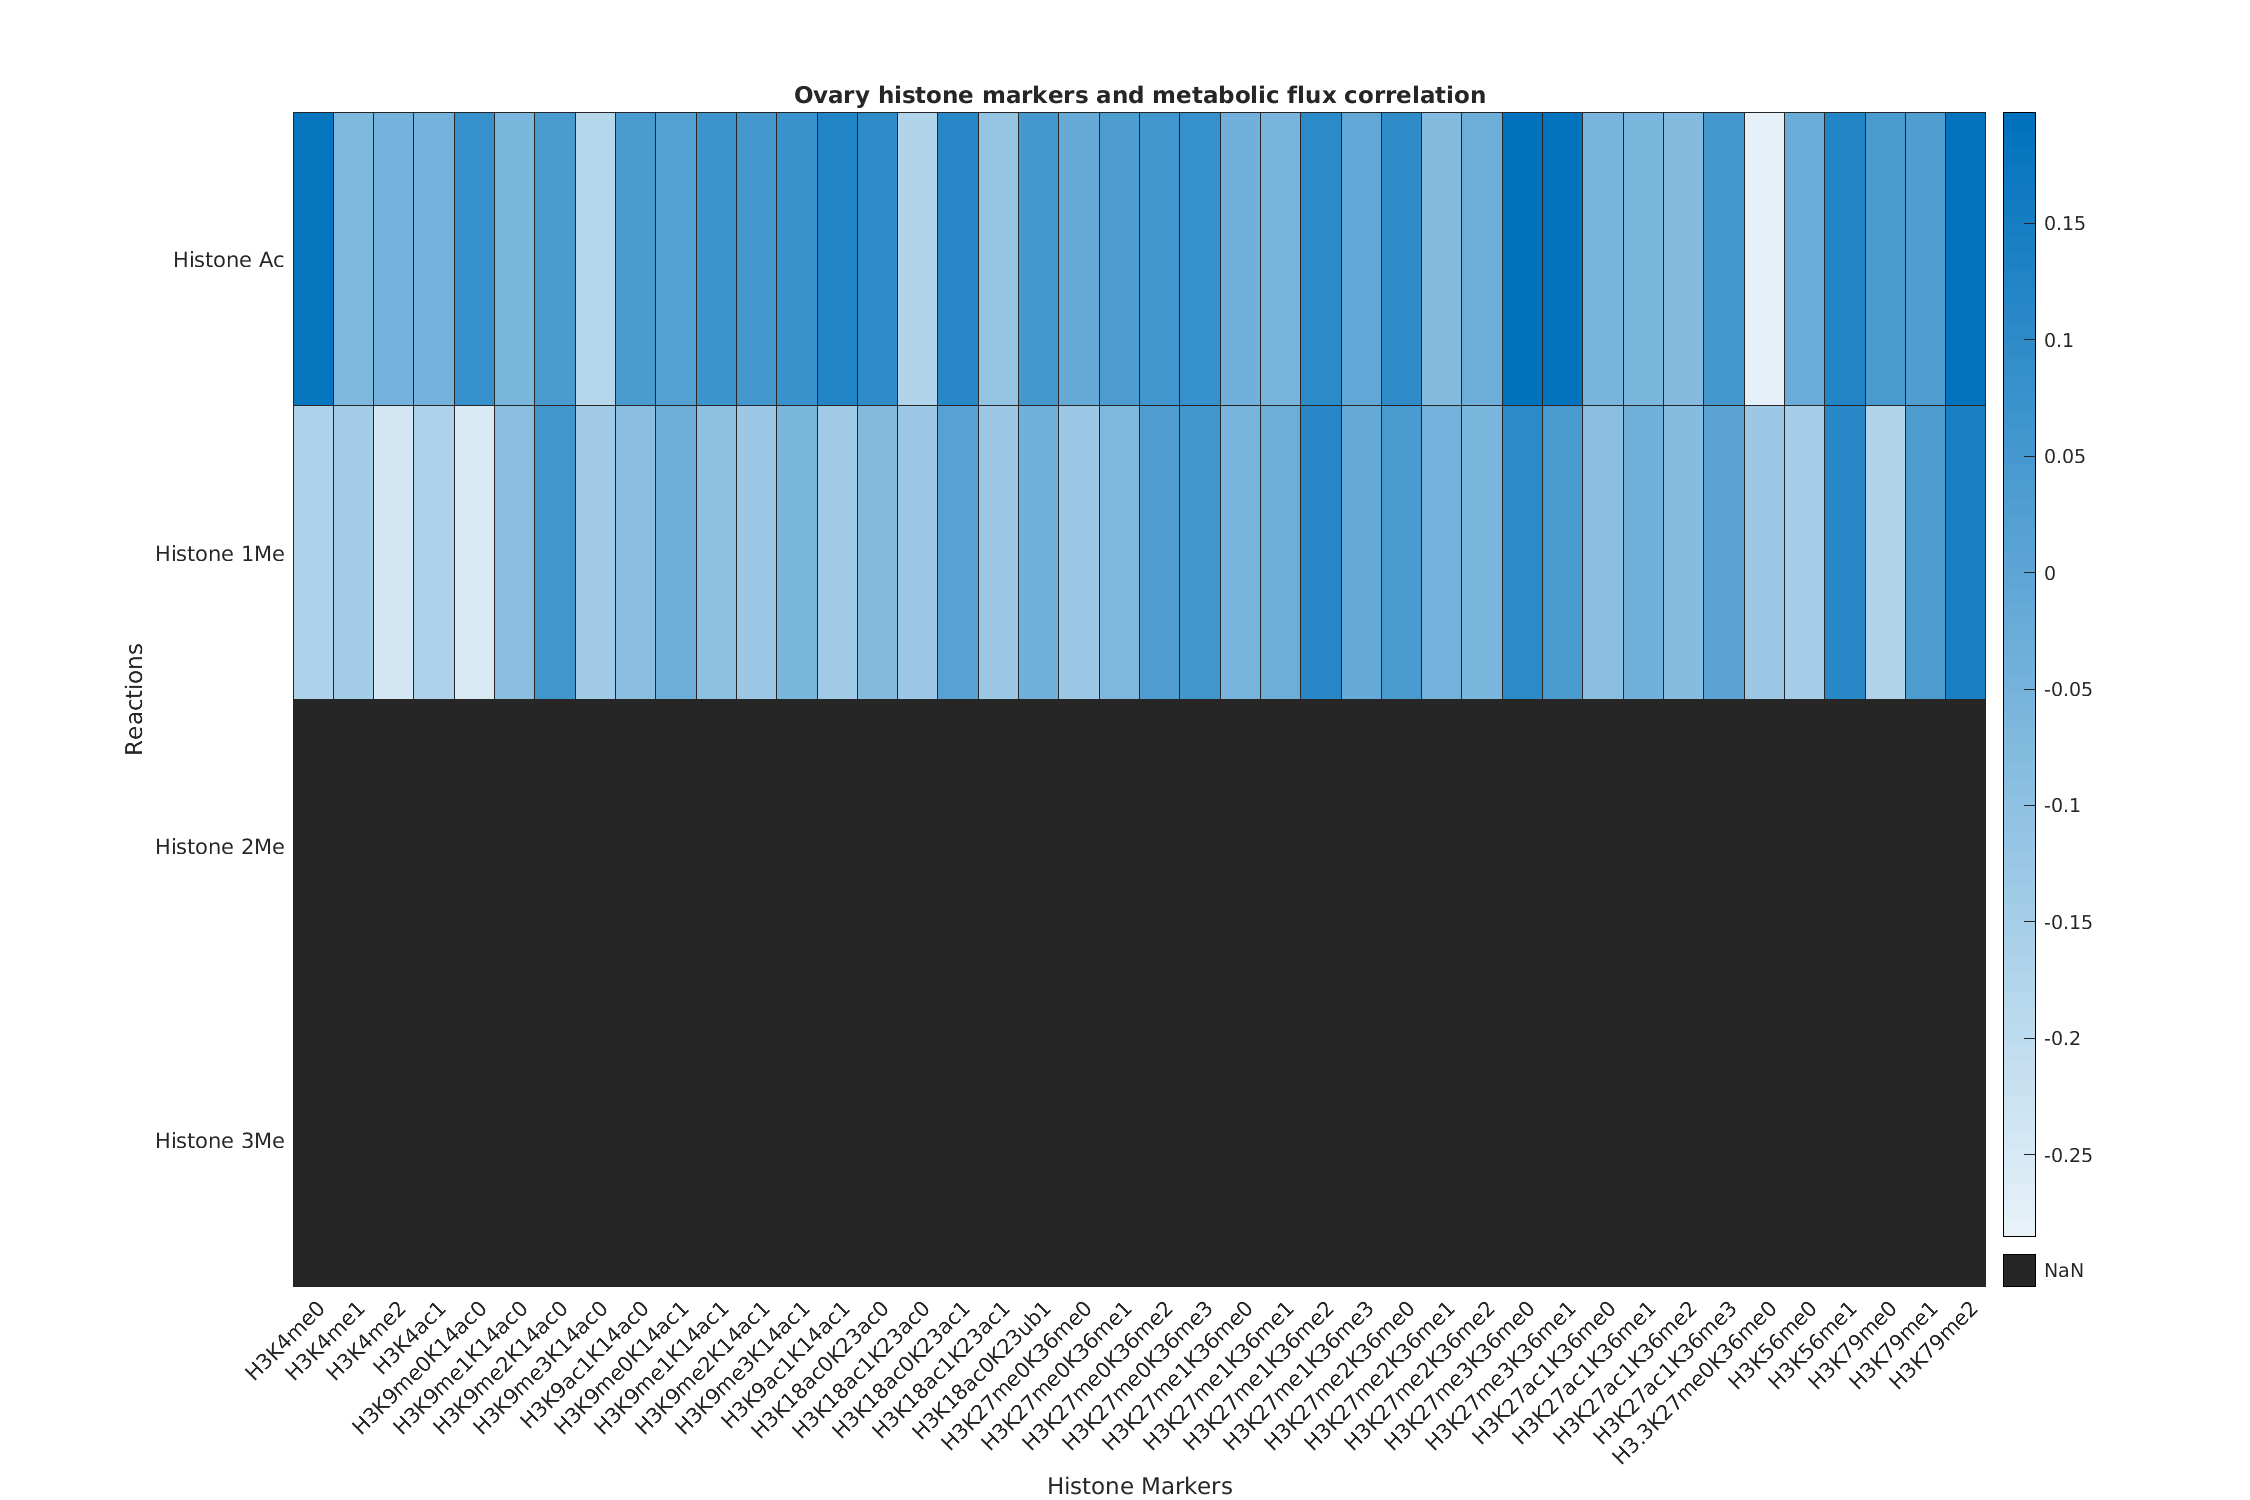 Ovary histone markers and metabolic flux correlation
Reactions
Histone Ac
Histone 1Me
Histone 2Me
Histone 3Me
0.15
0.1
0.05
0
-0.05
-0.1
-0.15
-0.2
-0.25
NaN
H3K4me0
H3K4me1
H3K4me2
H3K4ac1
H3K9me0K14ac0
H3K9me1K14ac0
H3K9me2K14ac0
H3K9me3K14ac0
H3K9ac1K14ac0
H3K9me0K14ac1
H3K9me1K14ac1
H3K9me2K14ac1
H3K9me3K14ac1
H3K9ac1K14ac1
H3K18ac0K23ac0
H3K18ac1K23ac0
H3K18ac0K23ac1
H3K18ac1K23ac1
H3K18ac0K23ub1
H3K27me0K36me0
H3K27me0K36me1
H3K27me0K36me2
H3K27me0K36me3
H3K27me1K36me0
H3K27me1K36me1
H3K27me1K36me2
H3K27me1K36me3
H3K27me2K36me0
H3K27me2K36me1
H3K27me2K36me2
H3K27me3K36me0
H3K27me3K36me1
H3K27ac1K36me0
H3K27ac1K36me1
H3K27ac1K36me2
H3K27ac1K36me3
H3.3K27me0K36me0
H3K56me0
H3K56me1
H3K79me0
H3K79me1
H3K79me2
Histone Markers